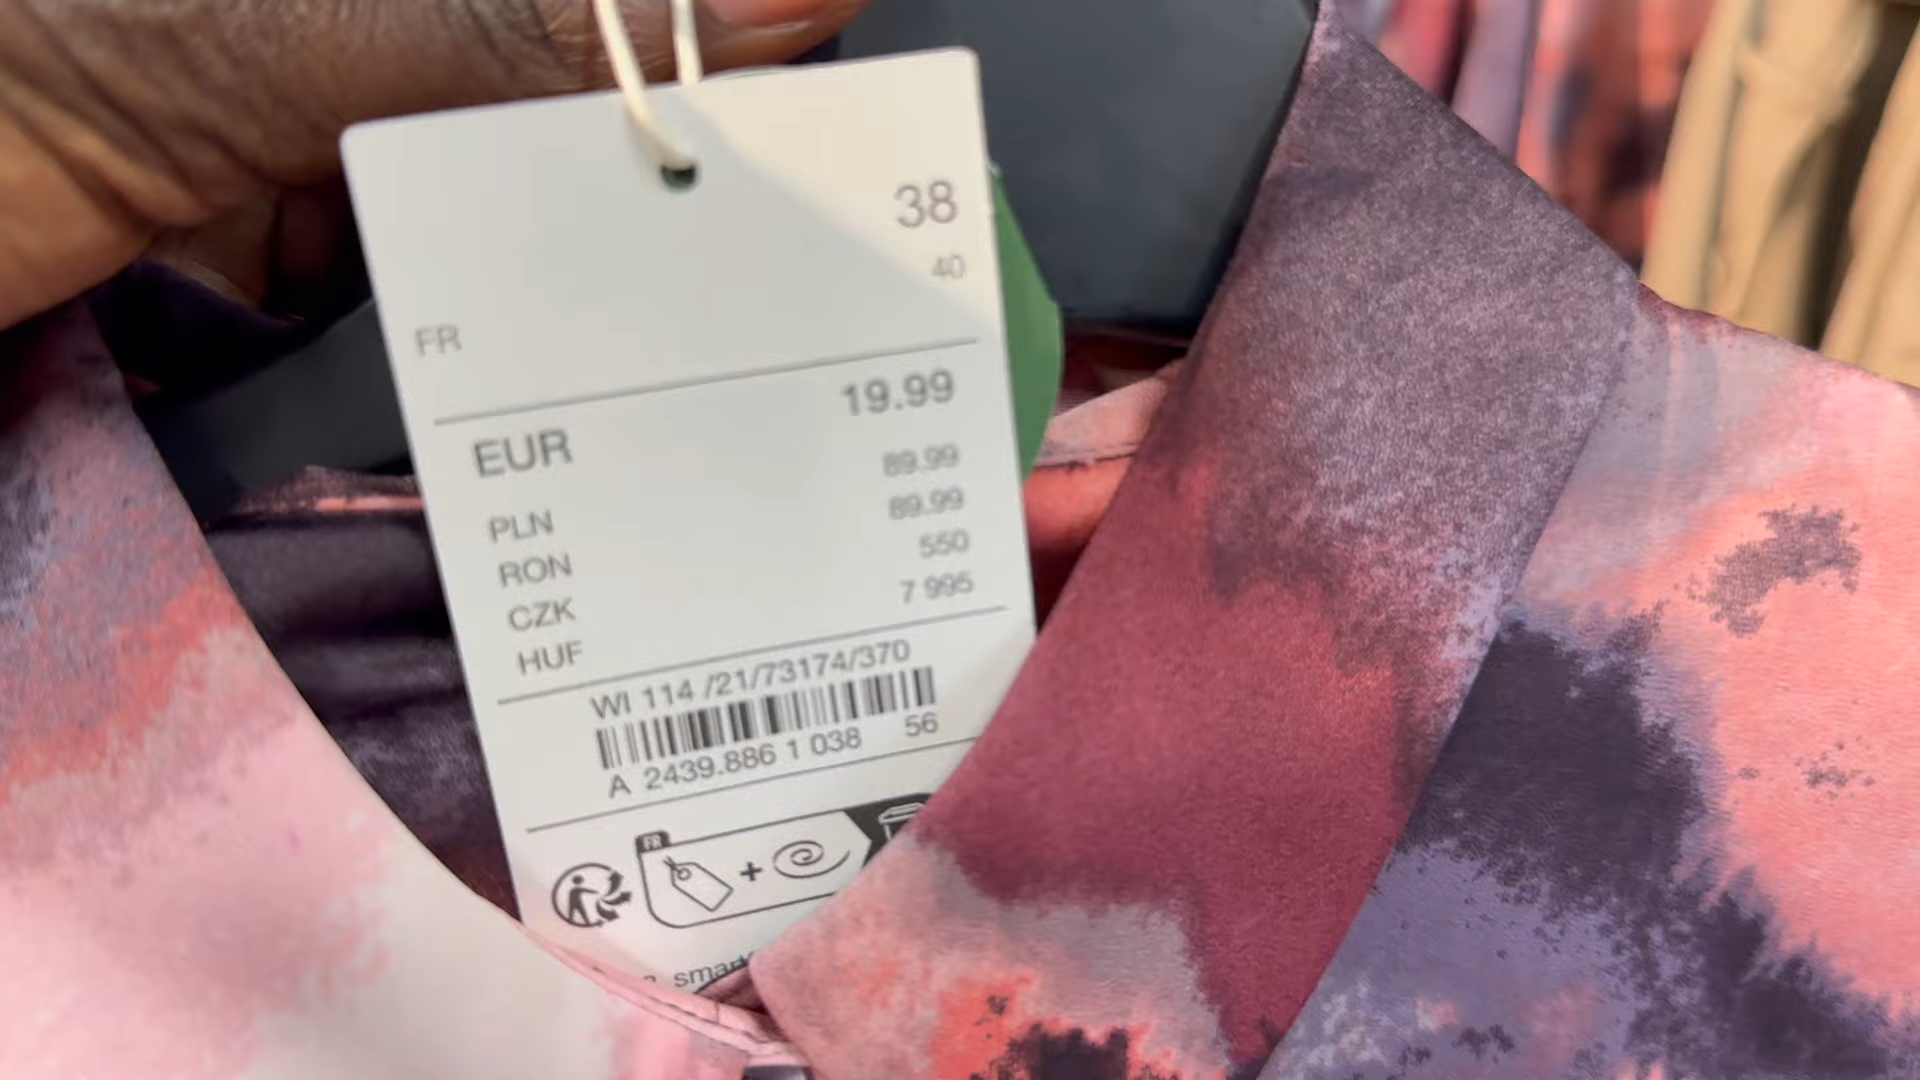 38
FR 40
EUR 19.99
PLN 89.99
RON 89.99
CZK 550
HUF 7 995
WI 114 /21/73174/370
A 2439.886 1 038 56
FR
+